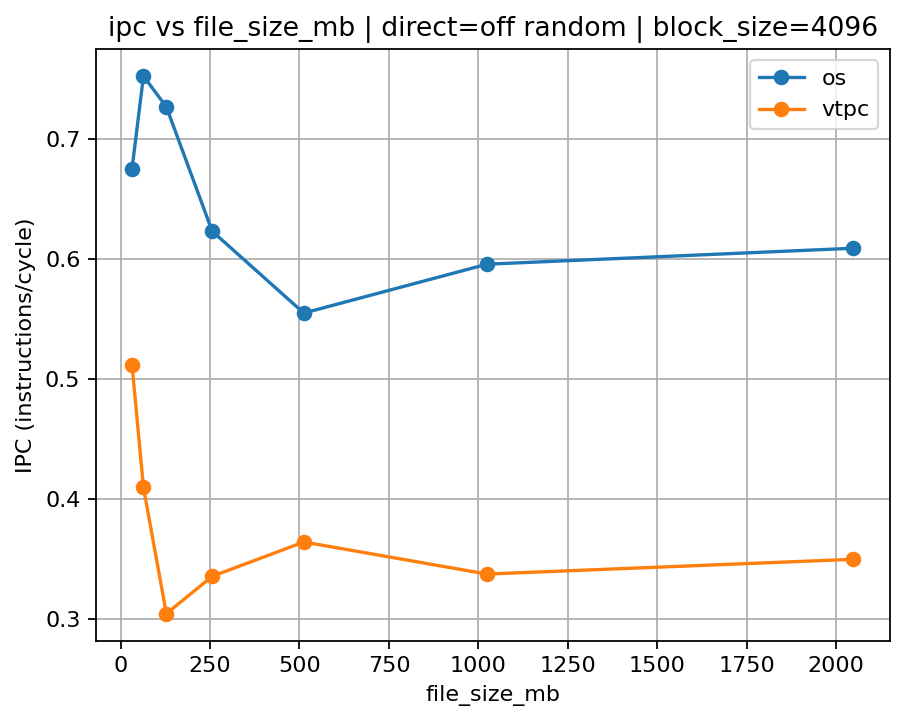 ipc vs file_size_mb | direct=off random | block_size=4096
os
vtpc
IPC (instructions/cycle)
0.7
0.6
0.5
0.4
0.3
0 250 500 750 1000 1250 1500 1750 2000
file_size_mb